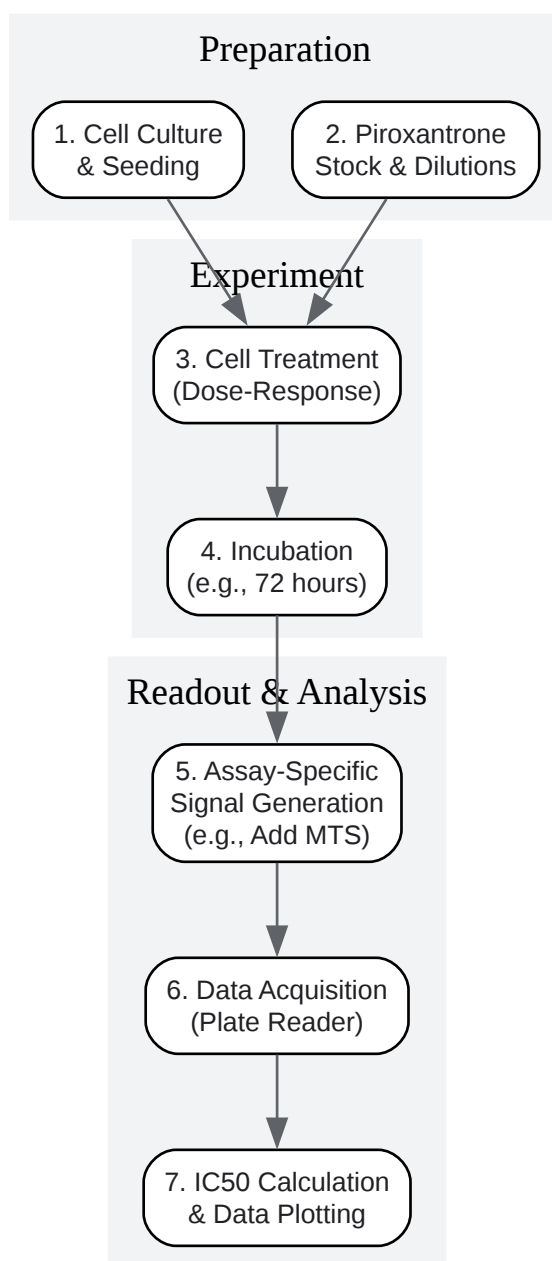 Preparation
1. Cell Culture
& Seeding
2. Piroxantrone
Stock & Dilutions
Experiment
3. Cell Treatment
(Dose-Response)
4. Incubation
(e.g., 72 hours)
Readout & Analysis
5. Assay-Specific
Signal Generation
(e.g., Add MTS)
6. Data Acquisition
(Plate Reader)
7. IC50 Calculation
& Data Plotting